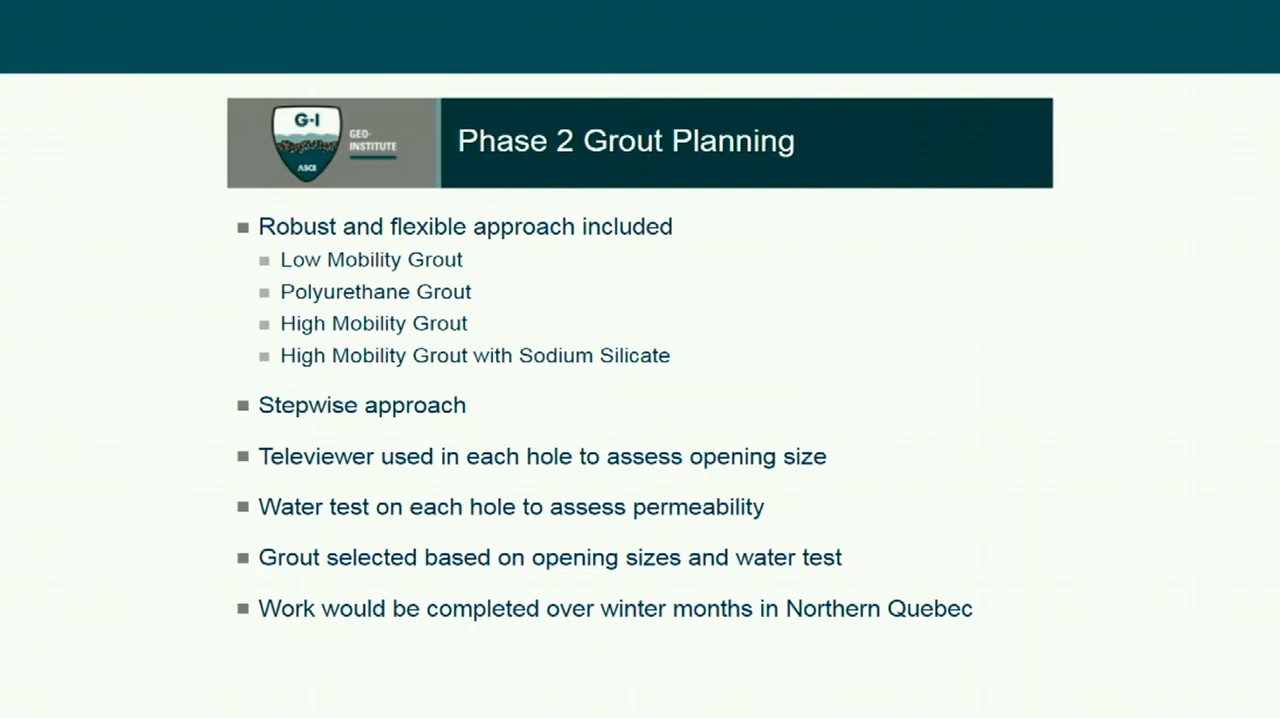 G-I
GEO-
INSTITUTE
ASCE
Phase 2 Grout Planning
Robust and flexible approach included
Low Mobility Grout
Polyurethane Grout
High Mobility Grout
High Mobility Grout with Sodium Silicate
Stepwise approach
Televiewer used in each hole to assess opening size
Water test on each hole to assess permeability
Grout selected based on opening sizes and water test
Work would be completed over winter months in Northern Quebec